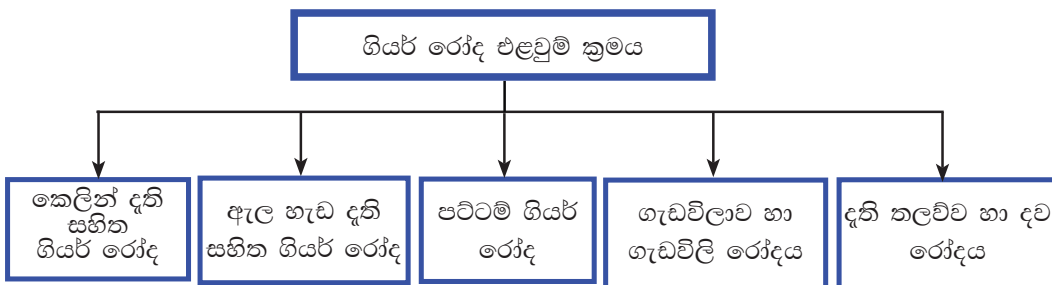 ගියර් රෝද එළවුම් ක්‍රමය
කෙලින් දැති
සහිත
ගියර් රෝද
ඇල හැඩ දැති
සහිත ගියර් රෝද
පට්ටම් ගියර්
රෝද
ගැඩවිලාව හා
ගැඩවිලි රෝදය
දැති තලව්ව හා දව
රෝදය